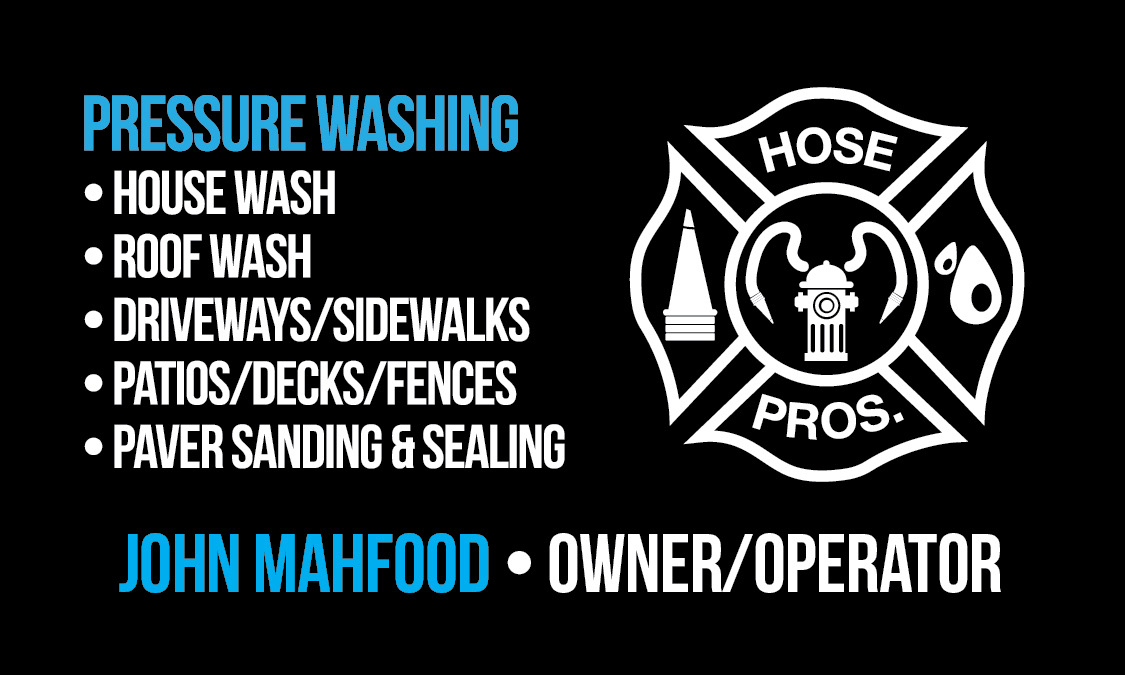 PRESSURE WASHING
• HOUSE WASH
• ROOF WASH
• DRIVEWAYS/SIDEWALKS
• PATIOS/DECKS/FENCES
• PAVER SANDING & SEALING
HOSE
PROS.
JOHN MAHFOOD • OWNER/OPERATOR